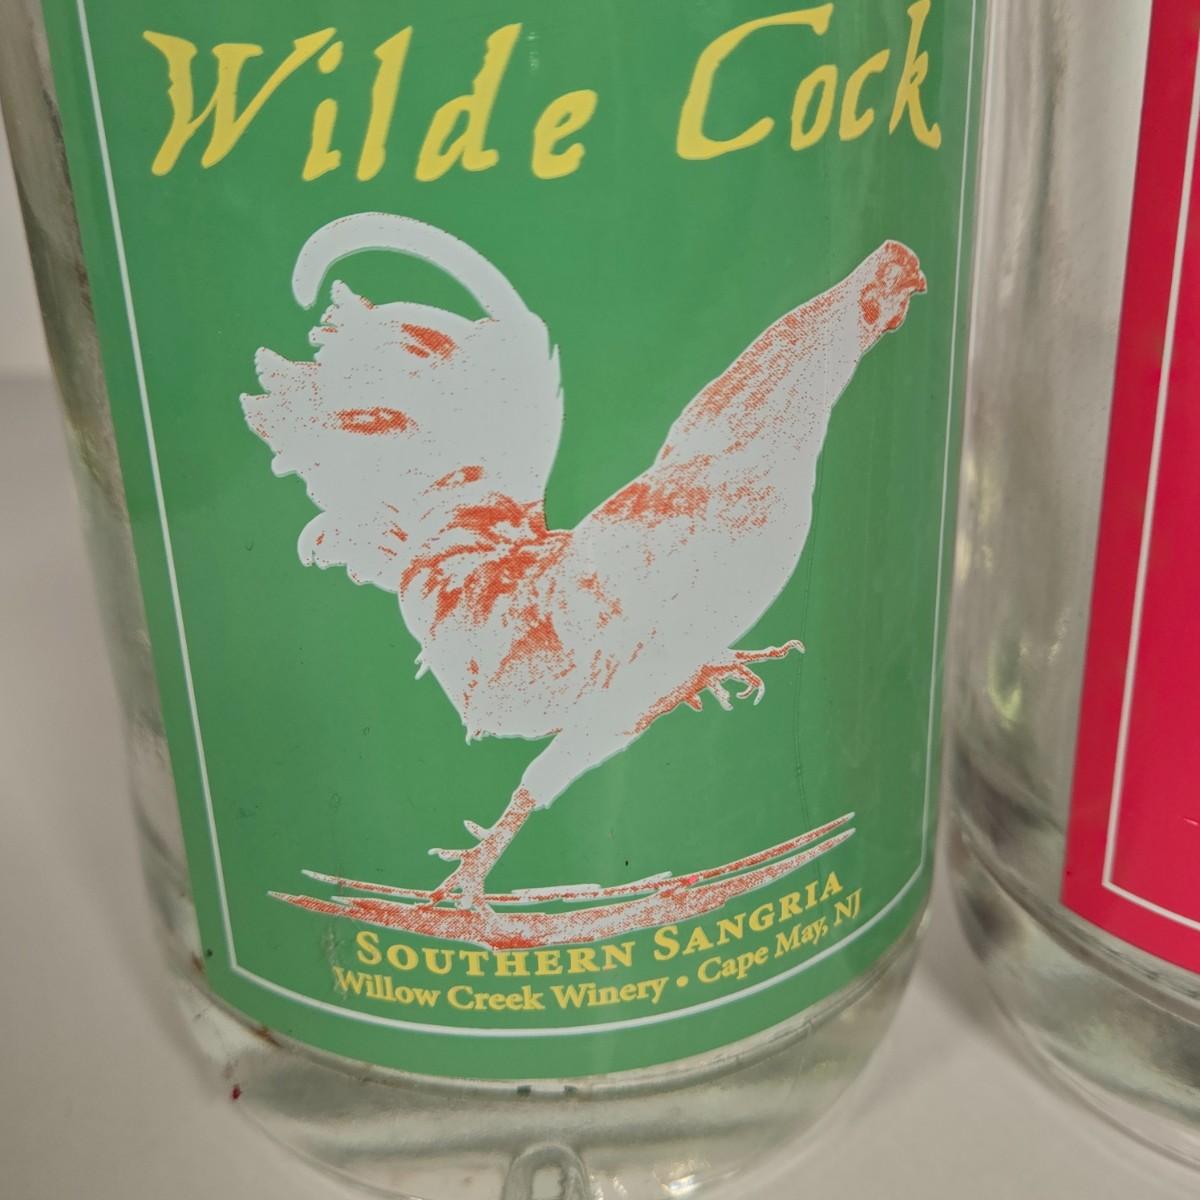 Wilde Cock
SOUTHERN SANGRIA
Willow Creek Winery • Cape May, NJ